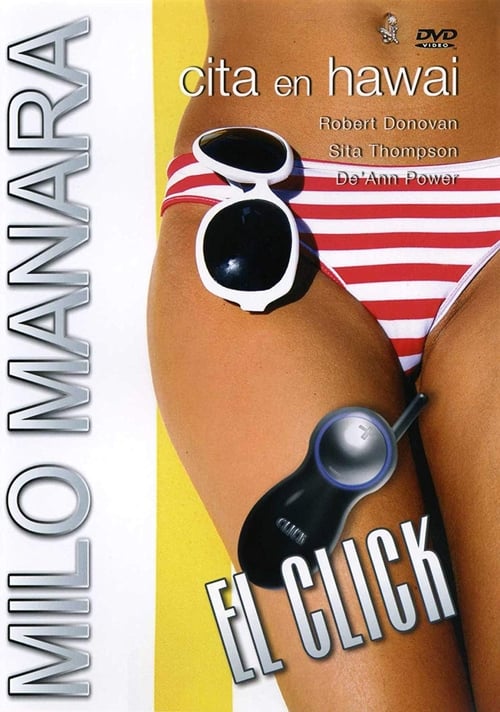 MILO MANARA
DVD
VIDEO
cita en hawai
Robert Donovan
Sita Thompson
De'Ann Power
CLICK
EL CLICK